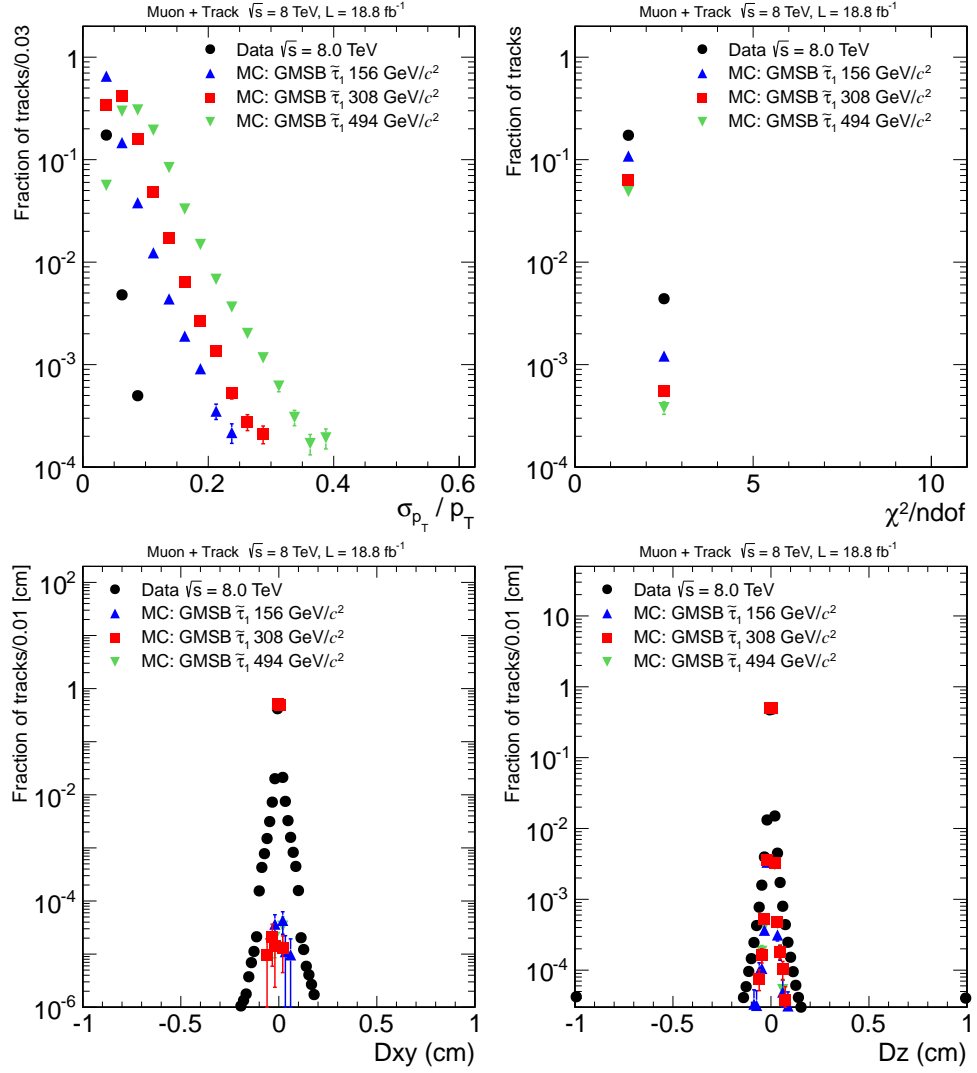 Muon + Track √s = 8 TeV, L = 18.8 fb⁻¹
Fraction of tracks/0.03
Data √s = 8.0 TeV
MC: GMSB τ̃₁ 156 GeV/c²
MC: GMSB τ̃₁ 308 GeV/c²
MC: GMSB τ̃₁ 494 GeV/c²
1
10⁻¹
10⁻²
10⁻³
10⁻⁴
0 0.2 0.4 0.6
σ_{p_T} / p_T
Muon + Track √s = 8 TeV, L = 18.8 fb⁻¹
Fraction of tracks
Data √s = 8.0 TeV
MC: GMSB τ̃₁ 156 GeV/c²
MC: GMSB τ̃₁ 308 GeV/c²
MC: GMSB τ̃₁ 494 GeV/c²
1
10⁻¹
10⁻²
10⁻³
10⁻⁴
0 5 10
χ²/ndof
Muon + Track √s = 8 TeV, L = 18.8 fb⁻¹
Fraction of tracks/0.01 [cm]
Data √s = 8.0 TeV
MC: GMSB τ̃₁ 156 GeV/c²
MC: GMSB τ̃₁ 308 GeV/c²
MC: GMSB τ̃₁ 494 GeV/c²
10²
1
10⁻²
10⁻⁴
10⁻⁶
-1 -0.5 0 0.5 1
Dxy (cm)
Muon + Track √s = 8 TeV, L = 18.8 fb⁻¹
Fraction of tracks/0.01 [cm]
Data √s = 8.0 TeV
MC: GMSB τ̃₁ 156 GeV/c²
MC: GMSB τ̃₁ 308 GeV/c²
MC: GMSB τ̃₁ 494 GeV/c²
10
1
10⁻¹
10⁻²
10⁻³
10⁻⁴
-1 -0.5 0 0.5 1
Dz (cm)